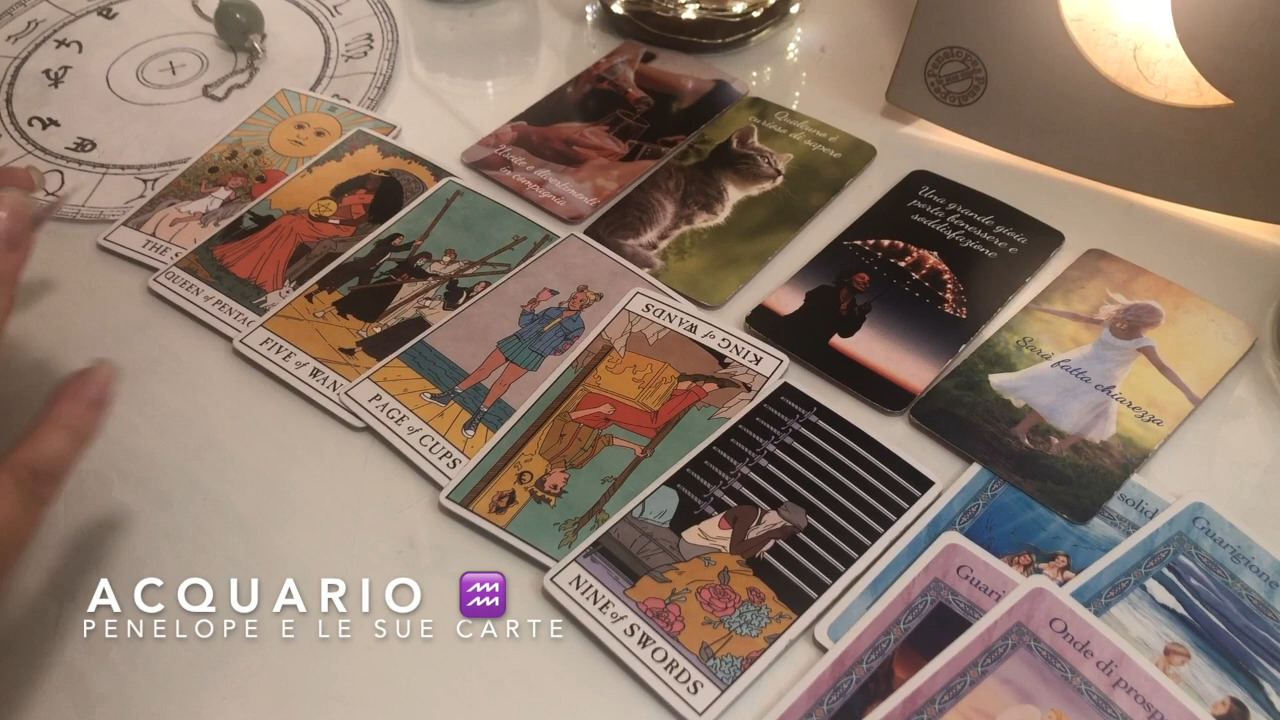 THE S
QUEEN of PENTAC
FIVE of WAN
PAGE of CUPS
KING of WANDS
NINE of SWORDS
Uscite e divertimenti
in compagnia
Qualcuno è
curioso di sapere
Una grande gioia
porta benessere e
soddisfazione
Sarà fatta chiarezza
solid
Guarigione
Guari
Onde di prosp
ACQUARIO ♒
PENELOPE E LE SUE CARTE